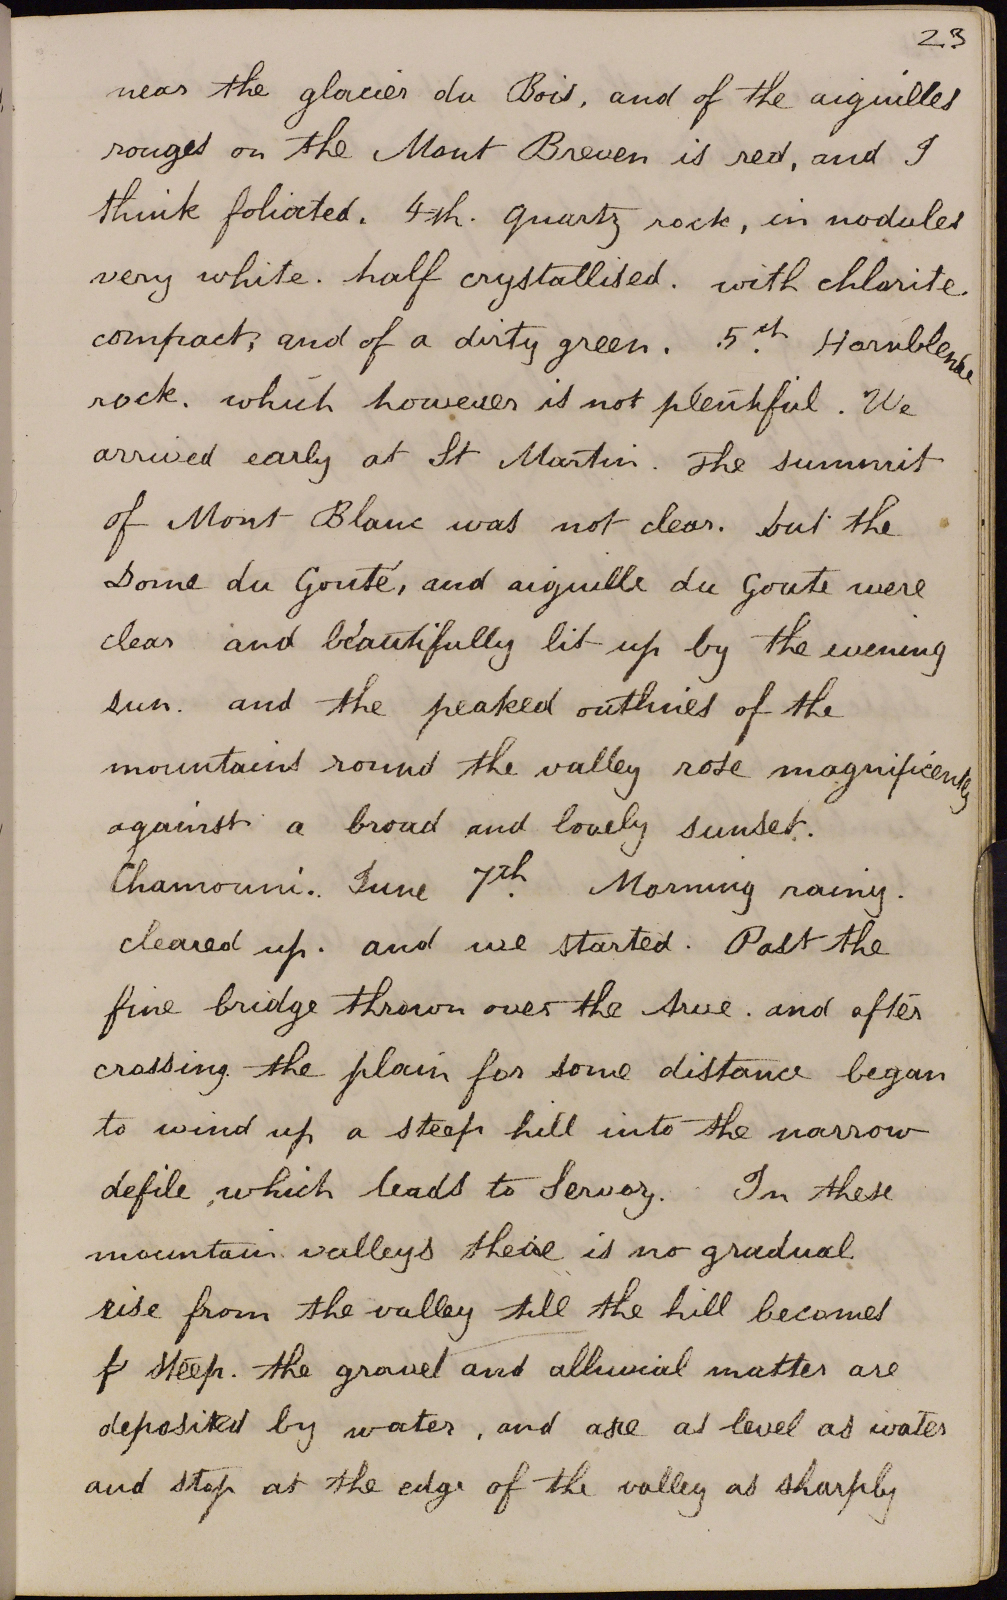 23
near the glacier du Bois, and of the aiguilles
rouges on the Mont Breven is red, and I
think foliated. 4th. Quartz rock, in nodules
very white. half crystallised. with chlorite.
compact, and of a dirty green. 5th. Hornblende
rock. which however is not plentiful. We
arrived early at St Martin. The summit
of Mont Blanc was not clear. but the
Dome du Gouté, and aiguille du Goute were
clear and beautifully lit up by the evening
sun. and the peaked outlines of the
mountains round the valley rose magnificently
against a broad and lovely sunset.
Chamouni. June 7th. Morning rainy.
cleared up. and we started. Past the
fine bridge thrown over the Arve. and after
crossing the plain for some distance began
to wind up a steep hill into the narrow
defile which leads to Servoz. In these
mountain valleys there is no gradual
rise from the valley till the hill becomes
steep. the gravel and alluvial matter are
deposited by water, and are as level as water
and stop at the edge of the valley as sharply